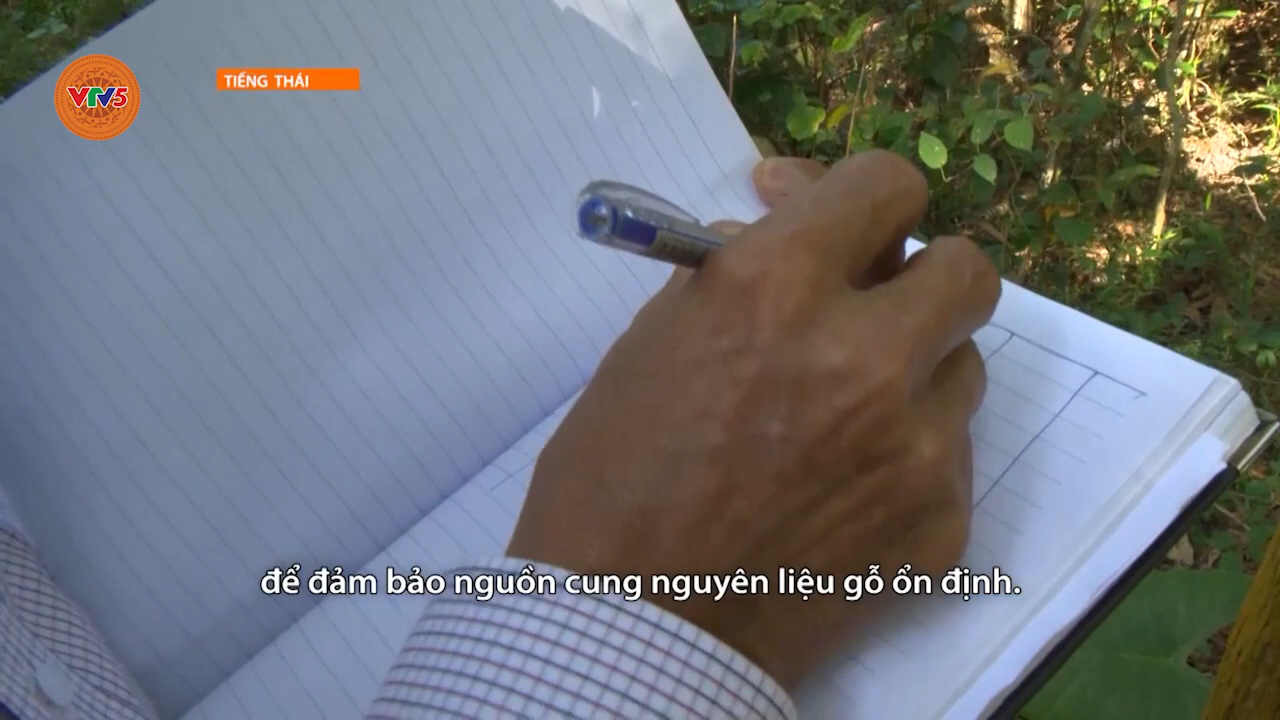 VTV5
TIẾNG THÁI
để đảm bảo nguồn cung nguyên liệu gỗ ổn định.